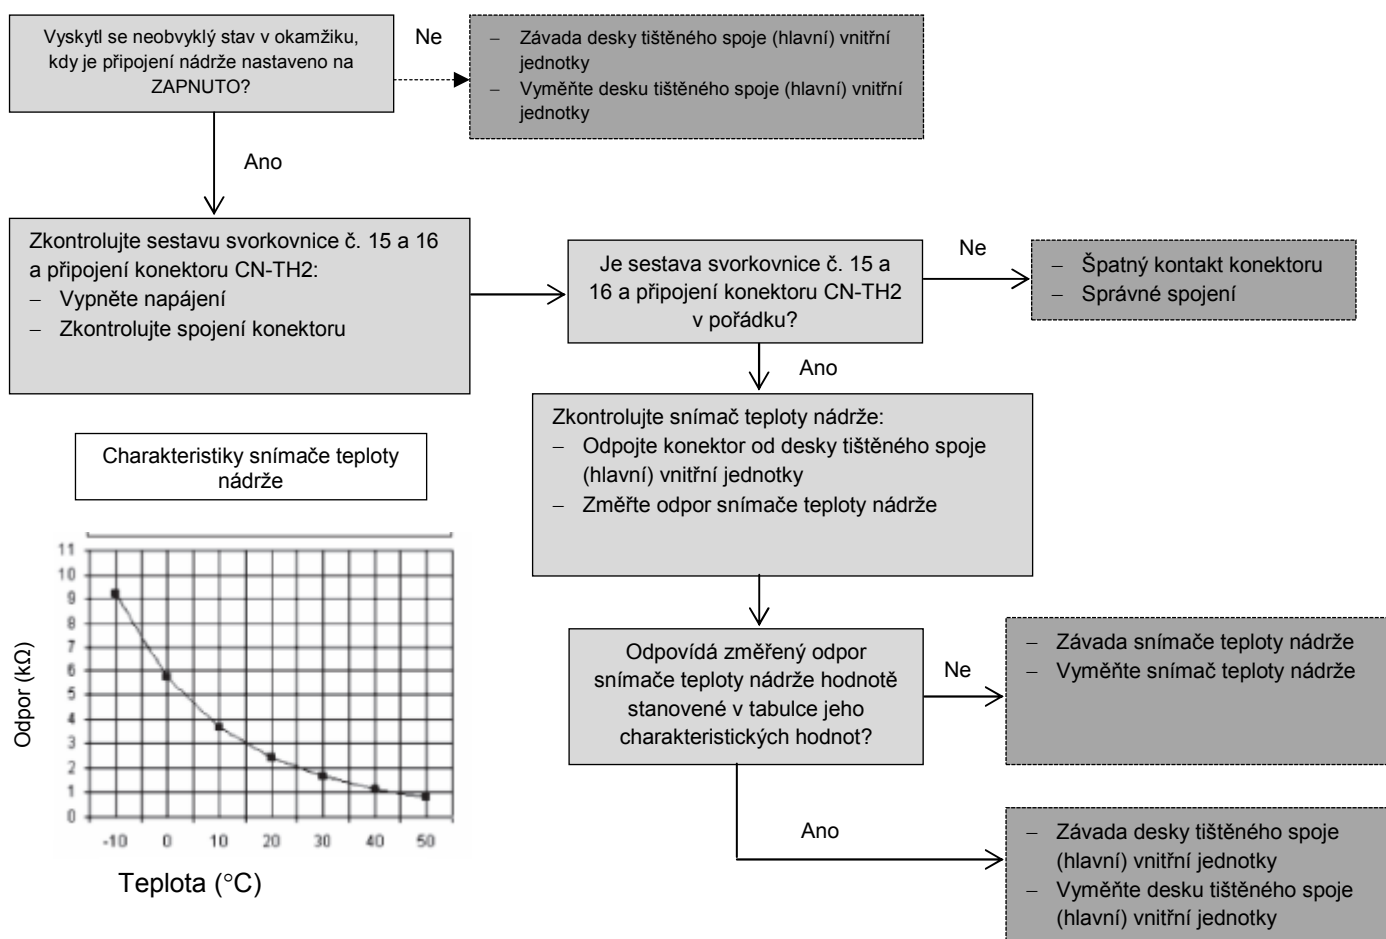 Vyskytl se neobvyklý stav v okamžiku,
kdy je připojení nádrže nastaveno na
ZAPNUTO?
Ne
– Závada desky tištěného spoje (hlavní) vnitřní
jednotky
– Vyměňte desku tištěného spoje (hlavní) vnitřní
jednotky
Ano
Zkontrolujte sestavu svorkovnice č. 15 a 16
a připojení konektoru CN-TH2:
– Vypněte napájení
– Zkontrolujte spojení konektoru
Je sestava svorkovnice č. 15 a
16 a připojení konektoru CN-TH2
v pořádku?
Ne
– Špatný kontakt konektoru
– Správné spojení
Ano
Zkontrolujte snímač teploty nádrže:
– Odpojte konektor od desky tištěného spoje
(hlavní) vnitřní jednotky
– Změřte odpor snímače teploty nádrže
Charakteristiky snímače teploty
nádrže
Odpor (kΩ)
11
10
9
8
7
6
5
4
3
2
1
0
-10 0 10 20 30 40 50
Teplota (°C)
Odpovídá změřený odpor
snímače teploty nádrže hodnotě
stanovené v tabulce jeho
charakteristických hodnot?
Ne
– Závada snímače teploty nádrže
– Vyměňte snímač teploty nádrže
Ano
– Závada desky tištěného spoje
(hlavní) vnitřní jednotky
– Vyměňte desku tištěného spoje
(hlavní) vnitřní jednotky